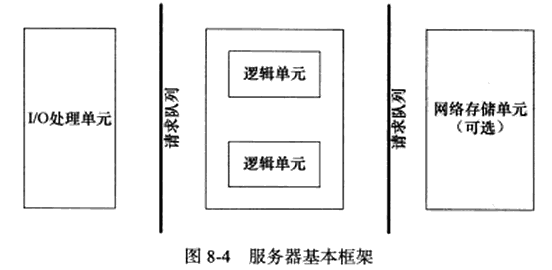 I/O处理单元
请求队列
逻辑单元
逻辑单元
请求队列
网络存储单元
（可选）
图 8-4 服务器基本框架